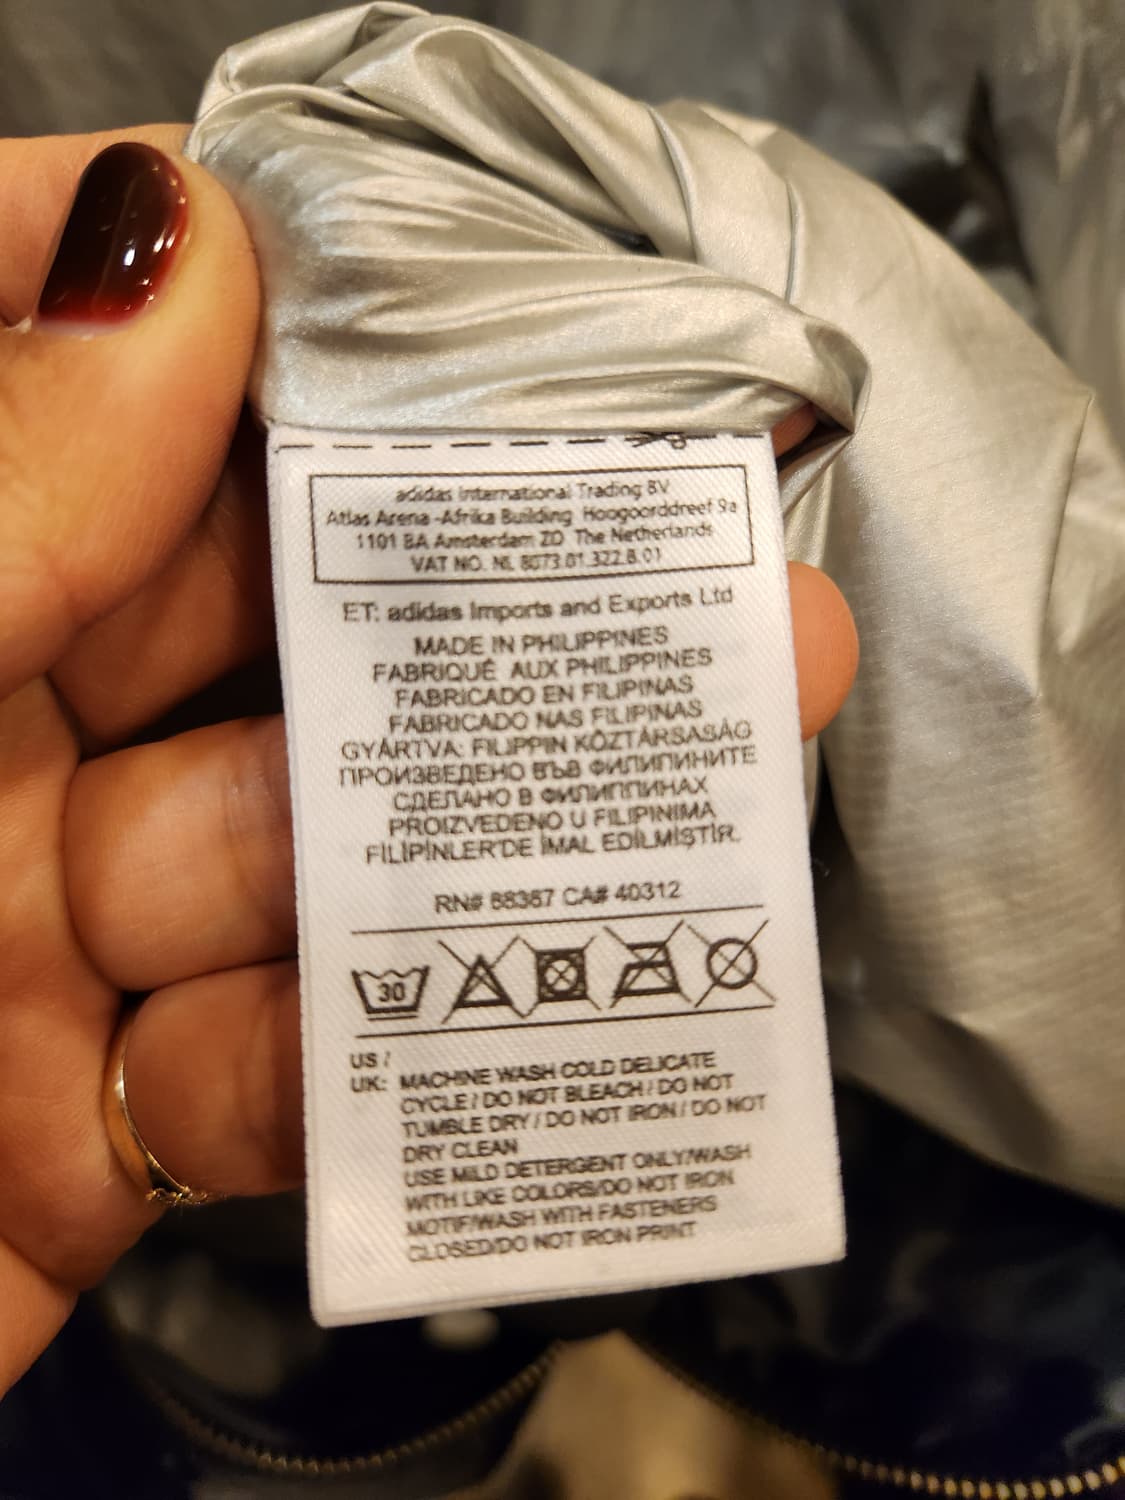 adidas International Trading BV
Atlas Arena -Afrika Building Hoogoorddreef 9a
1101 BA Amsterdam ZO The Netherlands
VAT NO. NL 8073.01.322.B.01
ET: adidas Imports and Exports Ltd
MADE IN PHILIPPINES
FABRIQUÉ AUX PHILIPPINES
FABRICADO EN FILIPINAS
FABRICADO NAS FILIPINAS
GYÁRTVA: FILIPPIN KÖZTÁRSASÁG
ПРОИЗВЕДЕНО ВЪВ ФИЛИПИНИТЕ
СДЕЛАНО В ФИЛИППИНАХ
PROIZVEDENO U FILIPINIMA
FİLİPİNLER'DE İMAL EDİLMİŞTİR.
RN# 88387 CA# 40312
30
US /
UK: MACHINE WASH COLD DELICATE
CYCLE / DO NOT BLEACH / DO NOT
TUMBLE DRY / DO NOT IRON / DO NOT
DRY CLEAN
USE MILD DETERGENT ONLY/WASH
WITH LIKE COLORS/DO NOT IRON
MOTIF/WASH WITH FASTENERS
CLOSED/DO NOT IRON PRINT